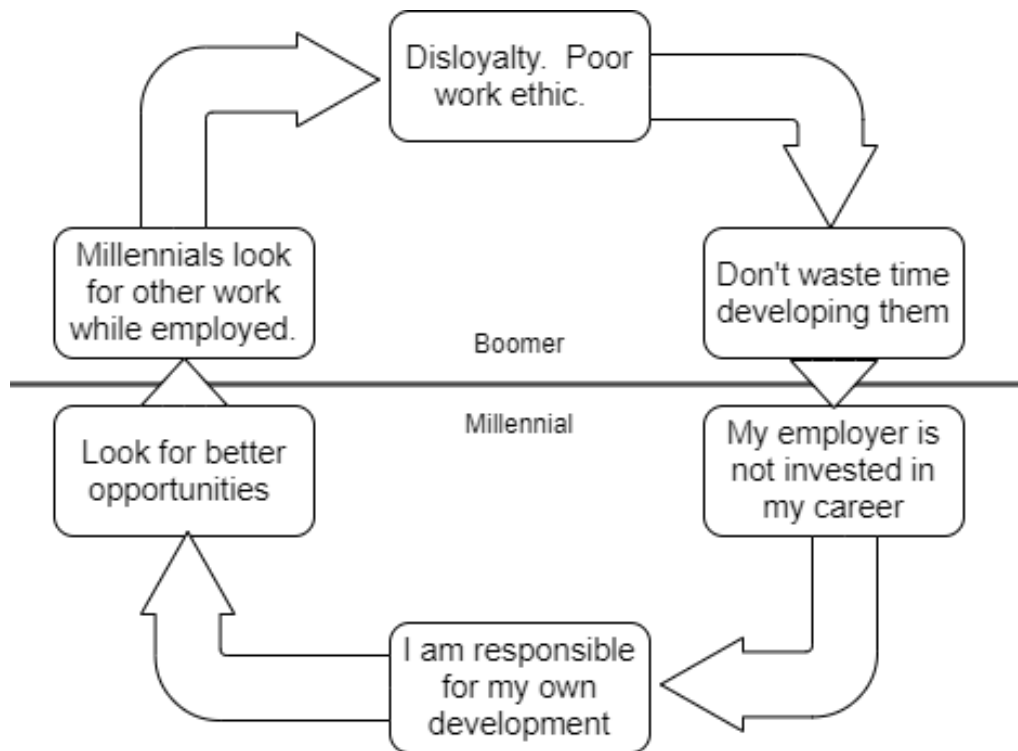 Disloyalty.  Poor
work ethic.
Millennials look
for other work
while employed.
Don't waste time
developing them
Boomer
Millennial
Look for better
opportunities
My employer is
not invested in
my career
I am responsible
for my own
development